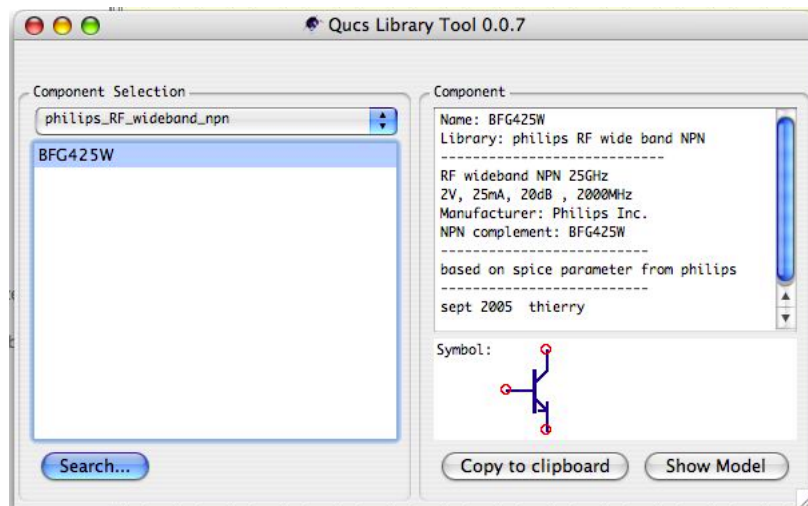 Qucs Library Tool 0.0.7
Component Selection
philips_RF_wideband_npn
BFG425W
Search...
Component
Name: BFG425W
Library: philips RF wide band NPN
----------------------------
RF wideband NPN 25GHz
2V, 25mA, 20dB , 2000MHz
Manufacturer: Philips Inc.
NPN complement: BFG425W
--------------------------
based on spice parameter from philips
--------------------------
sept 2005  thierry
Symbol:
Copy to clipboard
Show Model